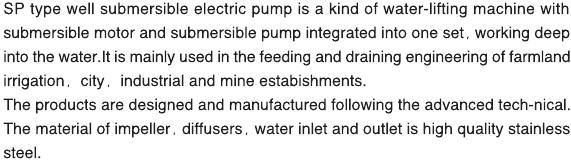 SP type well submersible electric pump is a kind of water-lifting machine with
submersible motor and submersible pump integrated into one set, working deep
into the water.It is mainly used in the feeding and draining engineering of farmland
irrigation, city, industrial and mine estabishments.
The products are designed and manufactured following the advanced tech-nical.
The material of impeller, diffusers, water inlet and outlet is high quality stainless
steel.